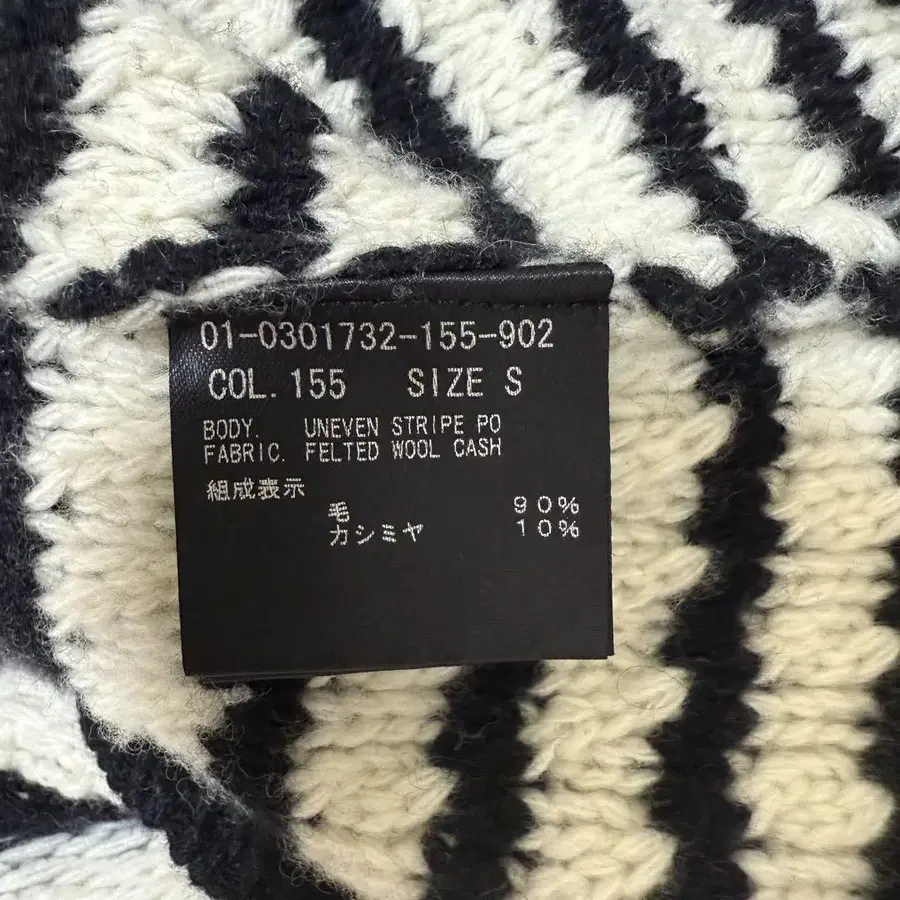 01-0301732-155-902
COL. 155 SIZE S
BODY. UNEVEN STRIPE PO
FABRIC. FELTED WOOL CASH
組成表示
毛 90%
カシミヤ 10%